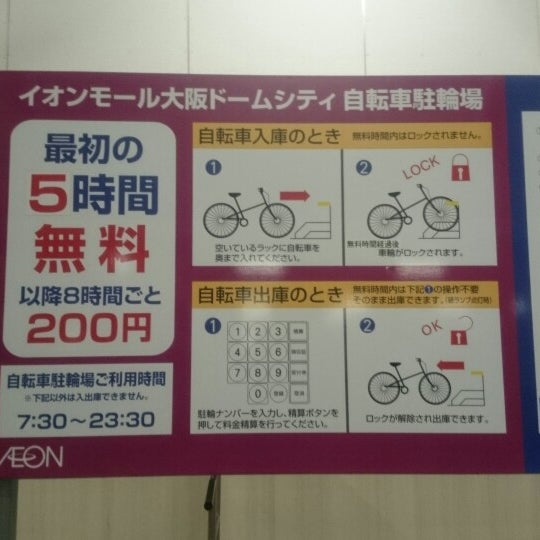 イオンモール大阪ドームシティ 自転車駐輪場
最初の
5時間
無料
以降8時間ごと
200円
自転車駐輪場ご利用時間
※下記以外は入出庫できません。
7:30～23:30
ÆON
自転車入庫のとき 無料時間内はロックされません。
1
空いているラックに自転車を
奥まで入れてください。
2
LOCK
無料時間経過後
車輪がロックされます。
自転車出庫のとき 無料時間内は下記❶の操作不要
そのまま出庫できます。
1
1 2 3 精算
4 5 6
7 8 9
0 登録 取消
駐輪ナンバーを入力し、精算ボタンを
押して料金精算を行ってください。
2
OK
ロックが解除され出庫できます。